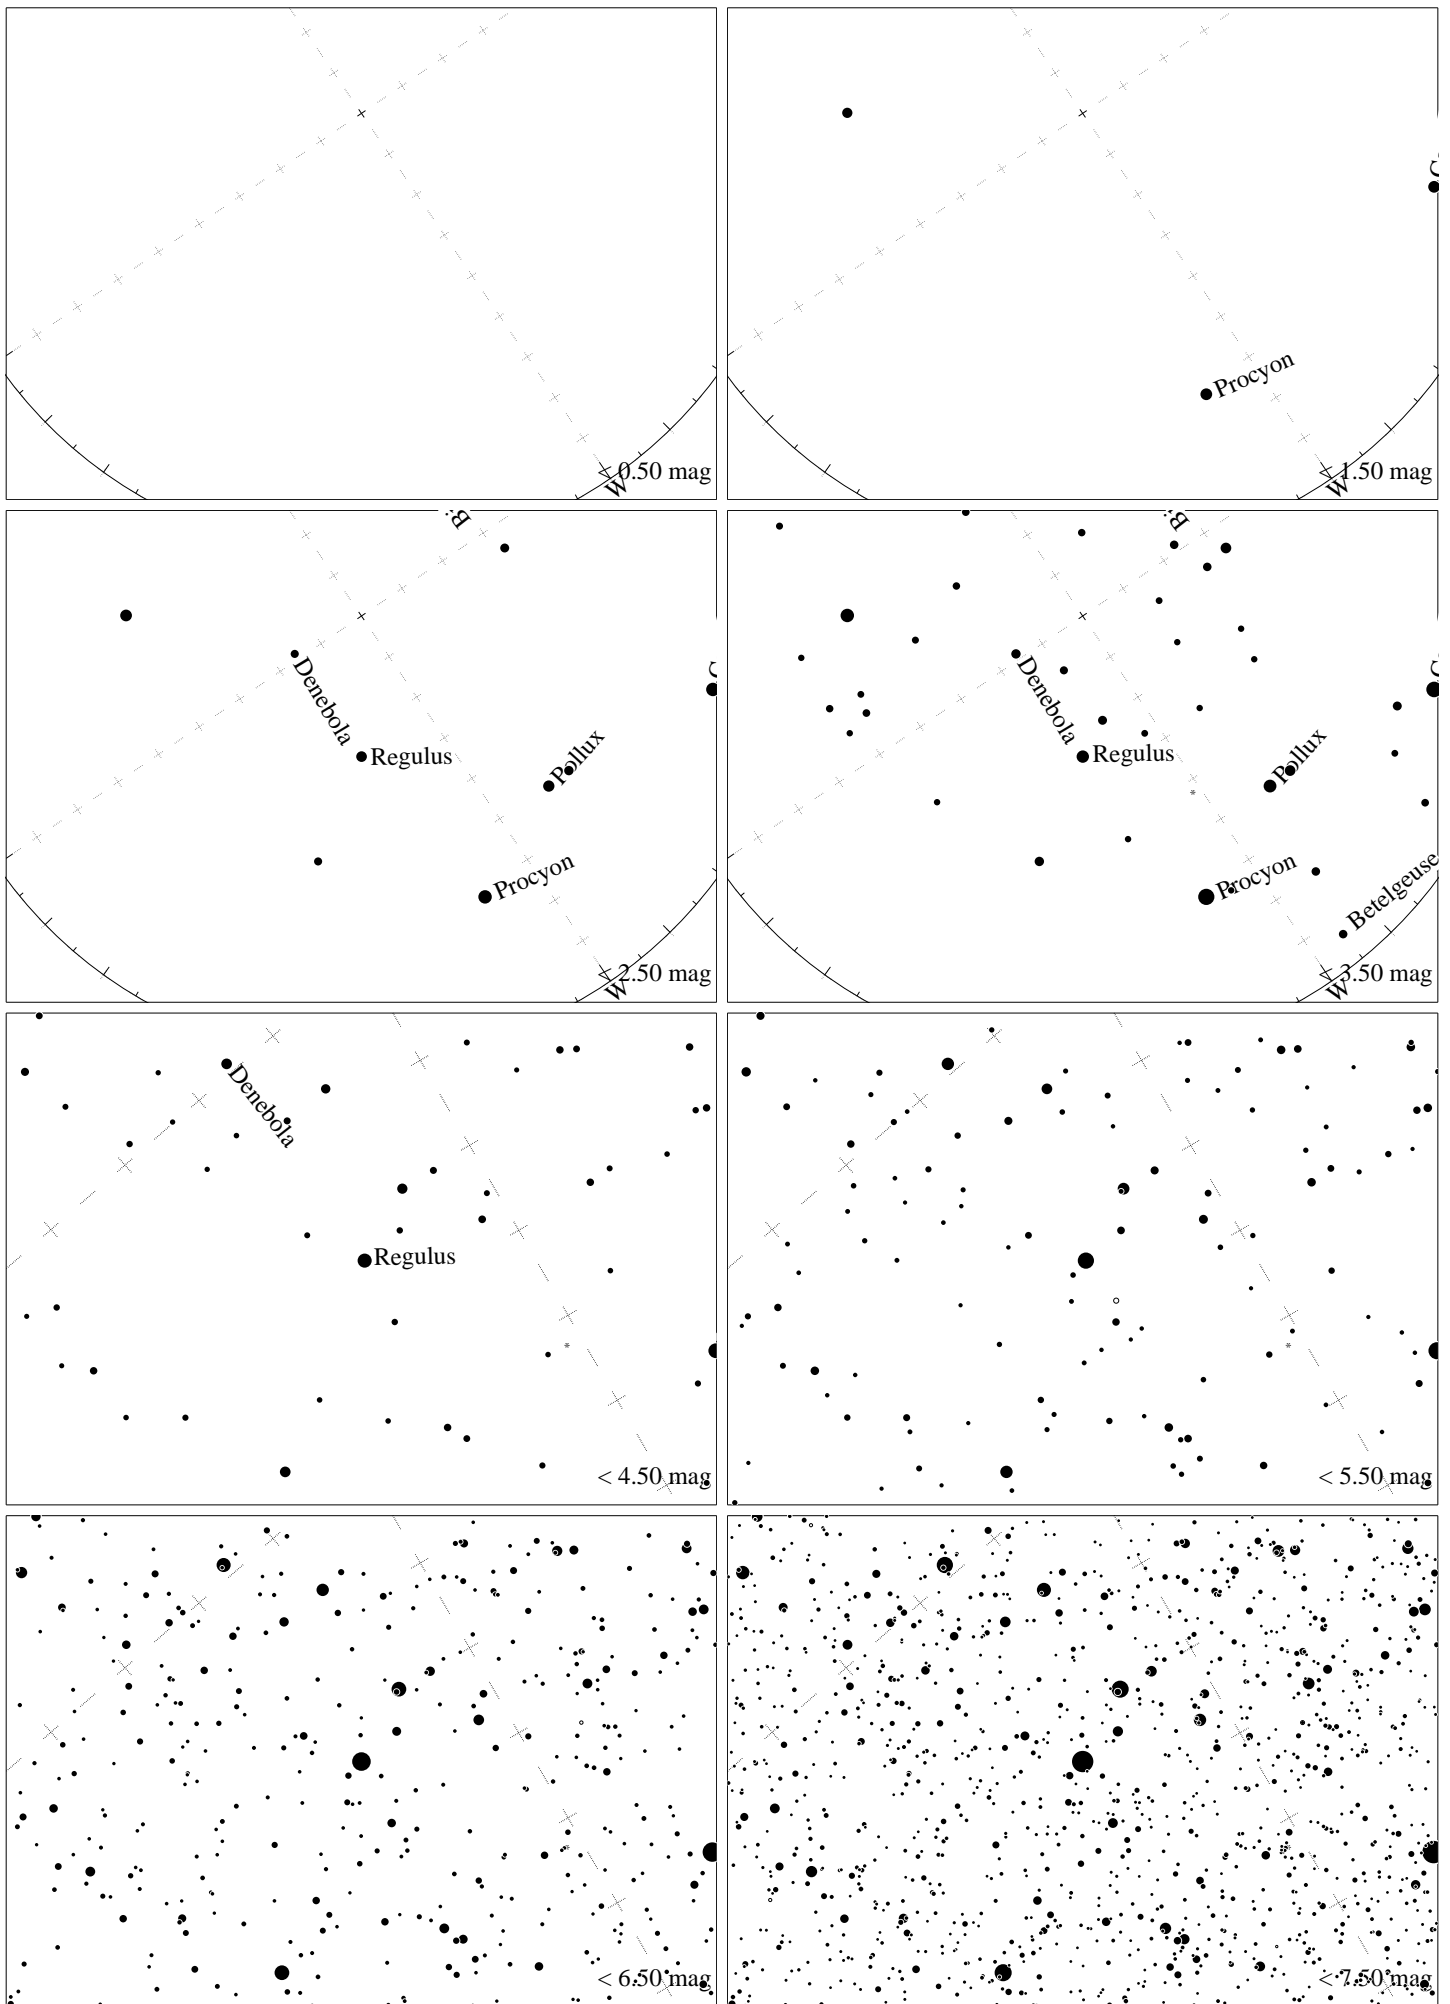 W
< 0.50 mag
C
Procyon
W
< 1.50 mag
Denebola
Regulus
Pollux
Procyon
W
< 2.50 mag
Denebola
Regulus
Pollux
Procyon
Betelgeuse
W
< 3.50 mag
Denebola
Regulus
< 4.50 mag
< 5.50 mag
< 6.50 mag
< 7.50 mag